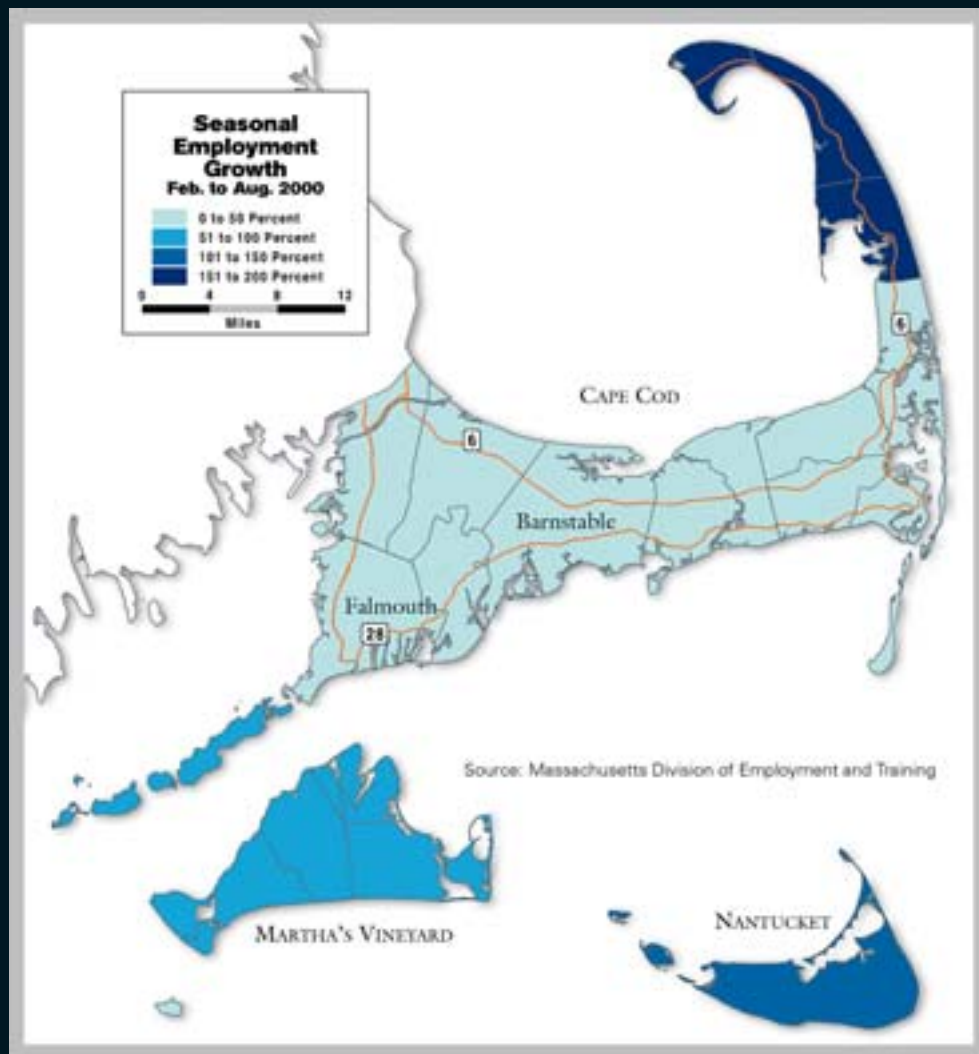 Seasonal
Employment
Growth
Feb. to Aug. 2000
0 to 50 Percent
51 to 100 Percent
101 to 150 Percent
151 to 200 Percent
0 4 8 12
Miles
6
CAPE COD
6
Barnstable
Falmouth
28
Source: Massachusetts Division of Employment and Training
MARTHA'S VINEYARD
NANTUCKET